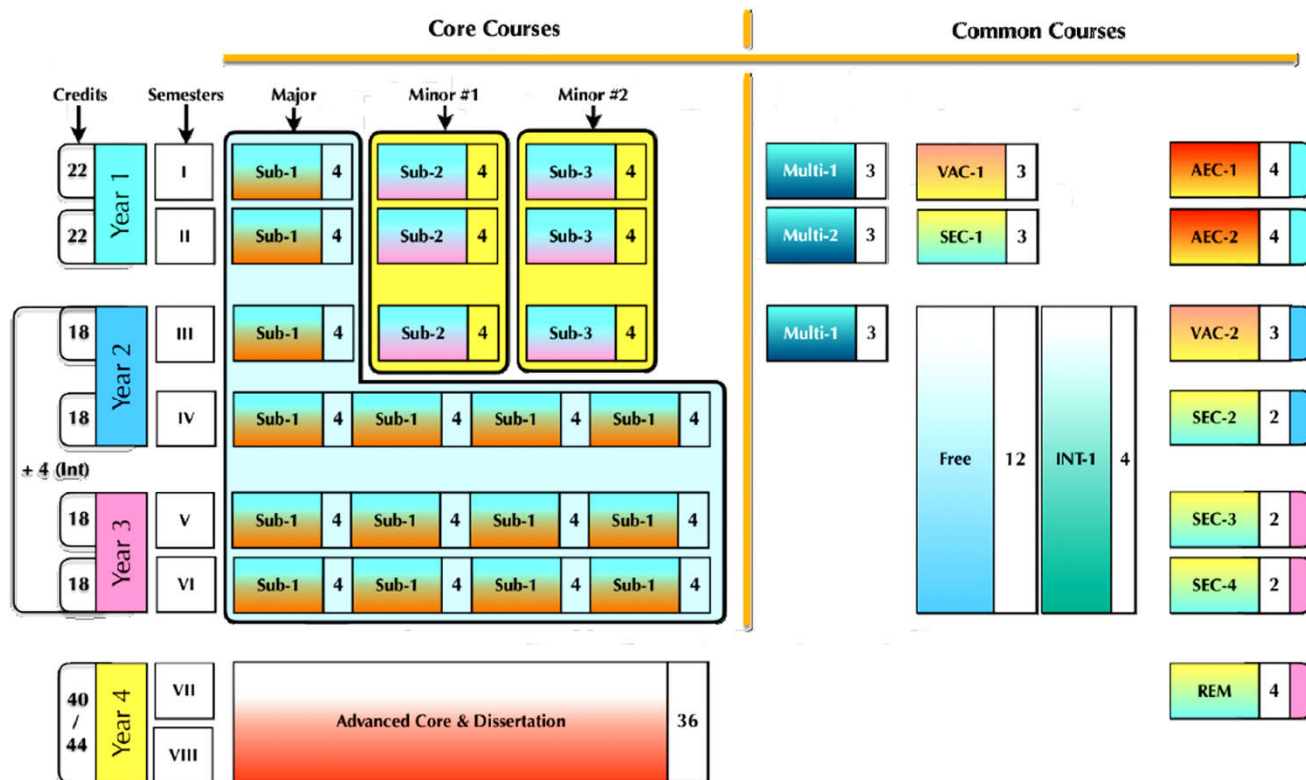 Core Courses
Common Courses
Credits Semesters Major Minor #1 Minor #2
22 Year 1 I Sub-1 4 Sub-2 4 Sub-3 4 Multi-1 3 VAC-1 3 AEC-1 4
22 II Sub-1 4 Sub-2 4 Sub-3 4 Multi-2 3 SEC-1 3 AEC-2 4
18 Year 2 III Sub-1 4 Sub-2 4 Sub-3 4 Multi-1 3 VAC-2 3
18 IV Sub-1 4 Sub-1 4 Sub-1 4 Sub-1 4 SEC-2 2
+ 4 (Int) Free 12 INT-1 4
18 Year 3 V Sub-1 4 Sub-1 4 Sub-1 4 Sub-1 4 SEC-3 2
18 VI Sub-1 4 Sub-1 4 Sub-1 4 Sub-1 4 SEC-4 2
40 / 44 Year 4 VII Advanced Core & Dissertation 36 REM 4
VIII